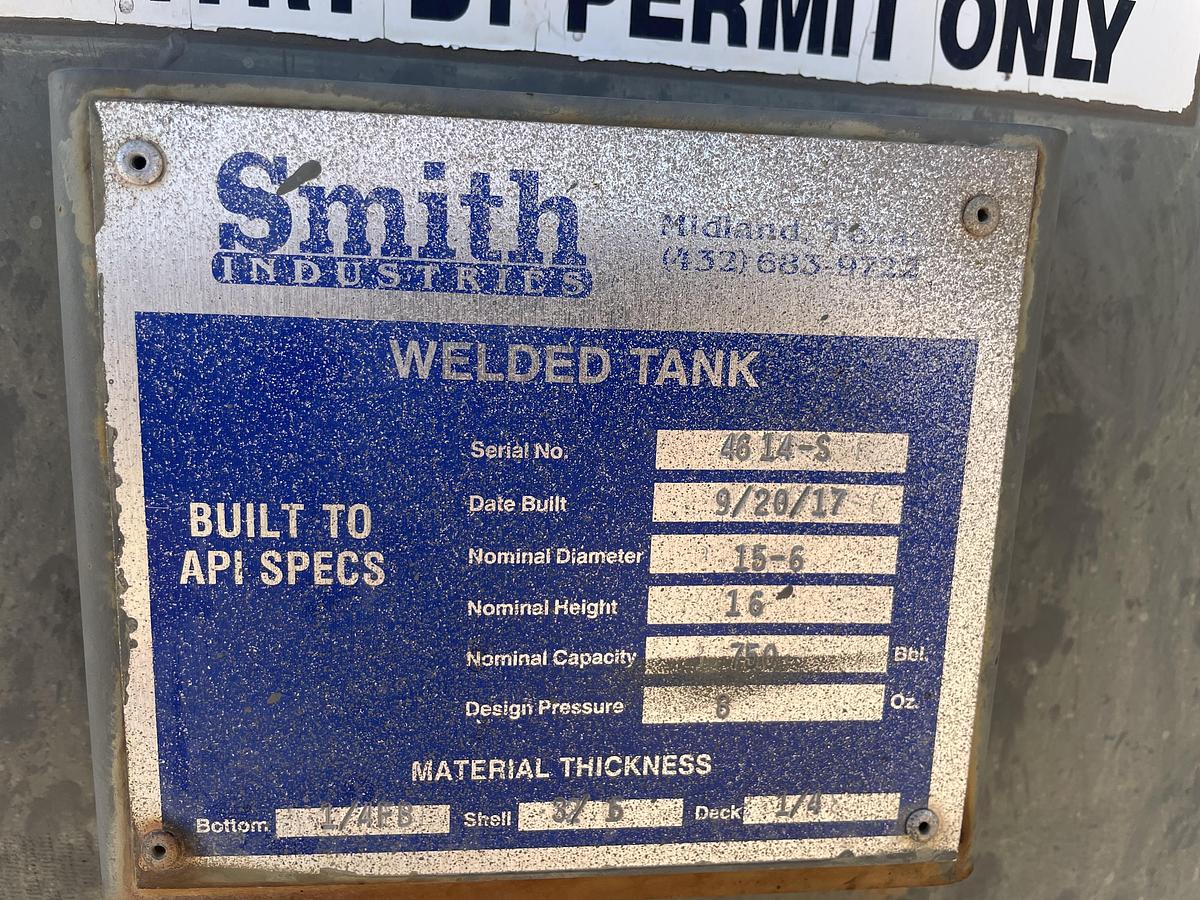 BY PERMIT ONLY
Smith
INDUSTRIES
Midland, Texas
(432) 683-9722
WELDED TANK
BUILT TO
API SPECS
Serial No. 4614-S
Date Built 9/20/17
Nominal Diameter 15-6
Nominal Height 16'
Nominal Capacity 750 Bbl.
Design Pressure Oz.
MATERIAL THICKNESS
Bottom 1/4FB Shell Deck 1/4